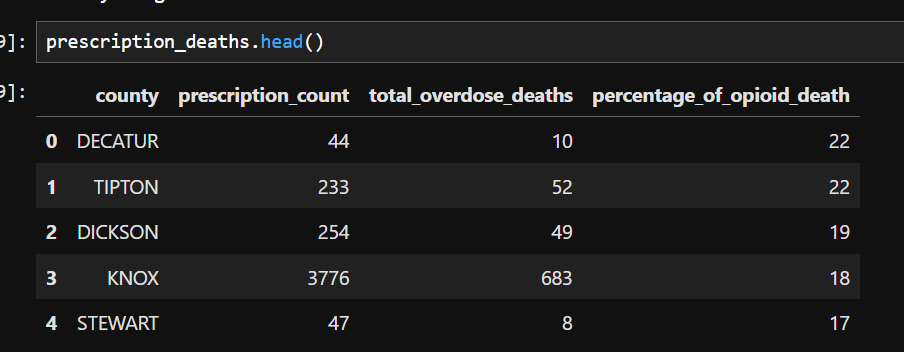 9]: prescription_deaths.head()
9]: county prescription_count total_overdose_deaths percentage_of_opioid_death
0 DECATUR 44 10 22
1 TIPTON 233 52 22
2 DICKSON 254 49 19
3 KNOX 3776 683 18
4 STEWART 47 8 17